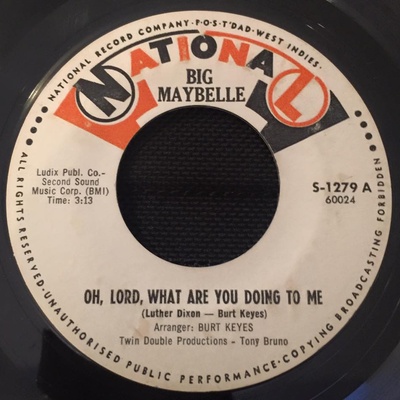 NATIONAL RECORD COMPANY·P·O·S·T'DAD·WEST INDIES·
NATIONAL
N
L
BIG
MAYBELLE
Ludix Publ. Co.-
Second Sound
Music Corp. (BMI)
Time: 3:13
S-1279 A
60024
OH, LORD, WHAT ARE YOU DOING TO ME
(Luther Dixon — Burt Keyes)
Arranger: BURT KEYES
Twin Double Productions - Tony Bruno
ALL RIGHTS RESERVED·UNAUTHORISED PUBLIC PERFORMANCE·COPYING BROADCASTING FORBIDDEN